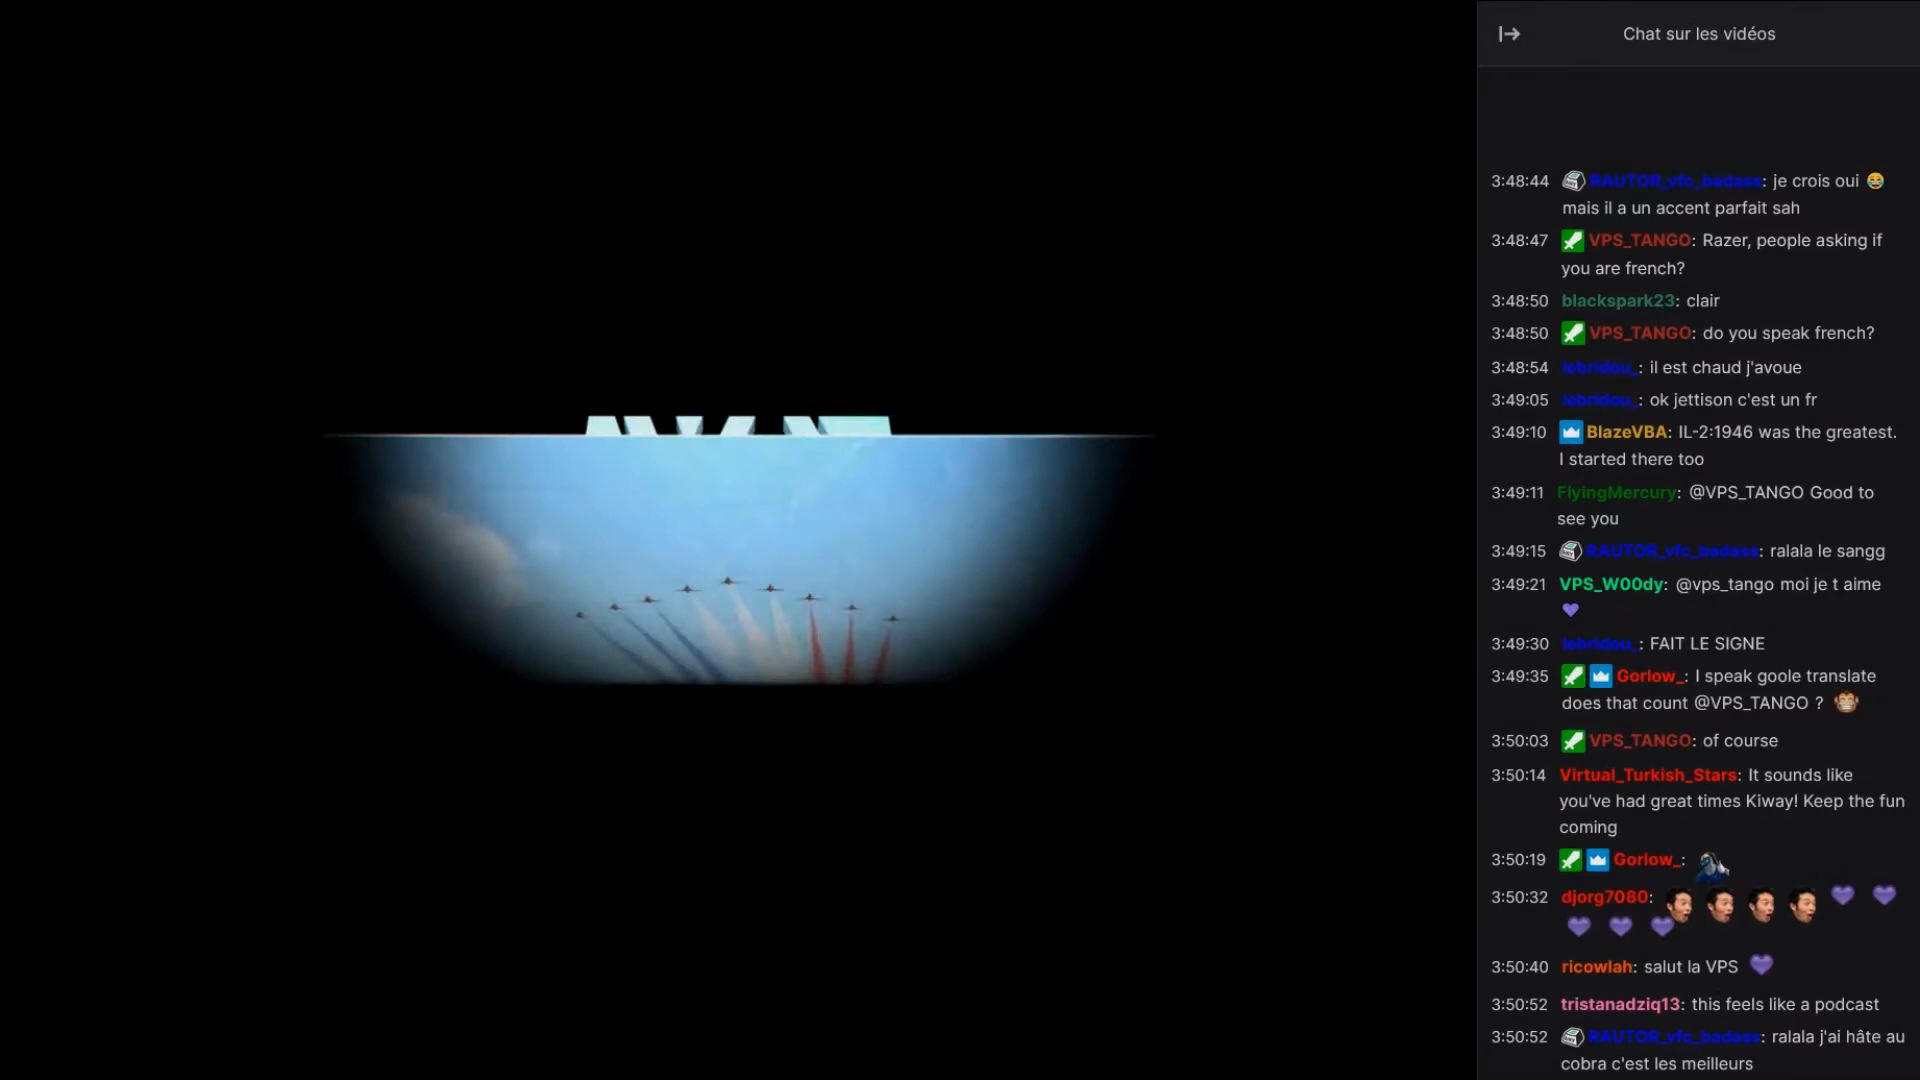 Chat sur les vidéos
3:48:44 RAUTOR_vfc_badass: je crois oui 😂
mais il a un accent parfait sah
3:48:47 VPS_TANGO: Razer, people asking if
you are french?
3:48:50 blackspark23: clair
3:48:50 VPS_TANGO: do you speak french?
3:48:54 lebridou_: il est chaud j'avoue
3:49:05 lebridou_: ok jettison c'est un fr
3:49:10 BlazeVBA: IL-2:1946 was the greatest.
I started there too
3:49:11 FlyingMercury: @VPS_TANGO Good to
see you
3:49:15 RAUTOR_vfc_badass: ralala le sangg
3:49:21 VPS_W00dy: @vps_tango moi je t aime
💜
3:49:30 lebridou_: FAIT LE SIGNE
3:49:35 Gorlow_: I speak goole translate
does that count @VPS_TANGO ?
3:50:03 VPS_TANGO: of course
3:50:14 Virtual_Turkish_Stars: It sounds like
you've had great times Kiway! Keep the fun
coming
3:50:19 Gorlow_:
3:50:32 djorg7080:
3:50:40 ricowlah: salut la VPS 💜
3:50:52 tristanadziq13: this feels like a podcast
3:50:52 RAUTOR_vfc_badass: ralala j'ai hâte au
cobra c'est les meilleurs